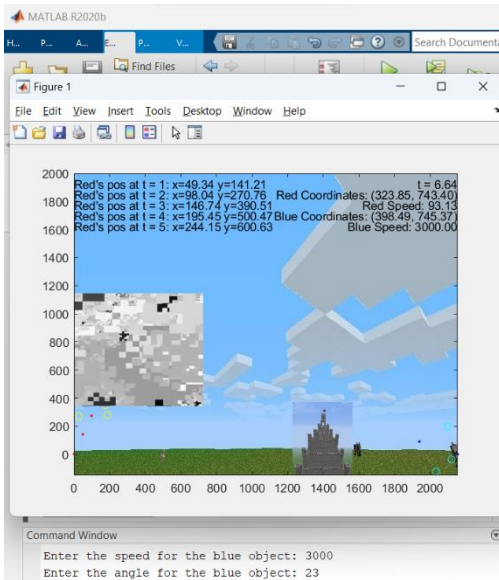 MATLAB R2020b
H... P... A... E... P... V... Search Documenta
Find Files
Figure 1
File Edit View Insert Tools Desktop Window Help
2000
1800
1600
1400
1200
1000
800
600
400
200
0
Red's pos at t = 1: x=49.34 y=141.21
Red's pos at t = 2: x=98.04 y=270.76
Red's pos at t = 3: x=146.74 y=390.51
Red's pos at t = 4: x=195.45 y=500.47
Red's pos at t = 5: x=244.15 y=600.63
t = 6.64
Red Coordinates: (323.85, 743.40)
Red Speed: 93.13
Blue Coordinates: (398.49, 745.37)
Blue Speed: 3000.00
0 200 400 600 800 1000 1200 1400 1600 1800 2000
Command Window
Enter the speed for the blue object: 3000
Enter the angle for the blue object: 23